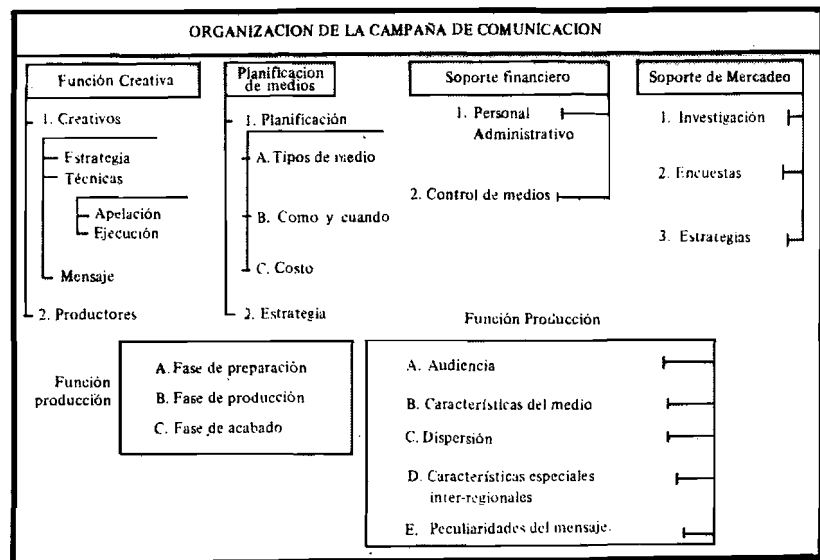 ORGANIZACION DE LA CAMPAÑA DE COMUNICACION
Función Creativa
1. Creativos
Estrategia
Técnicas
Apelación
Ejecución
Mensaje
2. Productores
Planificacion
de medios
1. Planificación
A. Tipos de medio
B. Como y cuando
C. Costo
2. Estrategia
Soporte financiero
1. Personal
Administrativo
2. Control de medios
Soporte de Mercadeo
1. Investigación
2. Encuestas
3. Estrategias
Función
producción
A. Fase de preparación
B. Fase de producción
C. Fase de acabado
Función Producción
A. Audiencia
B. Características del medio
C. Dispersión
D. Características especiales
inter-regionales
E. Peculiaridades del mensaje.